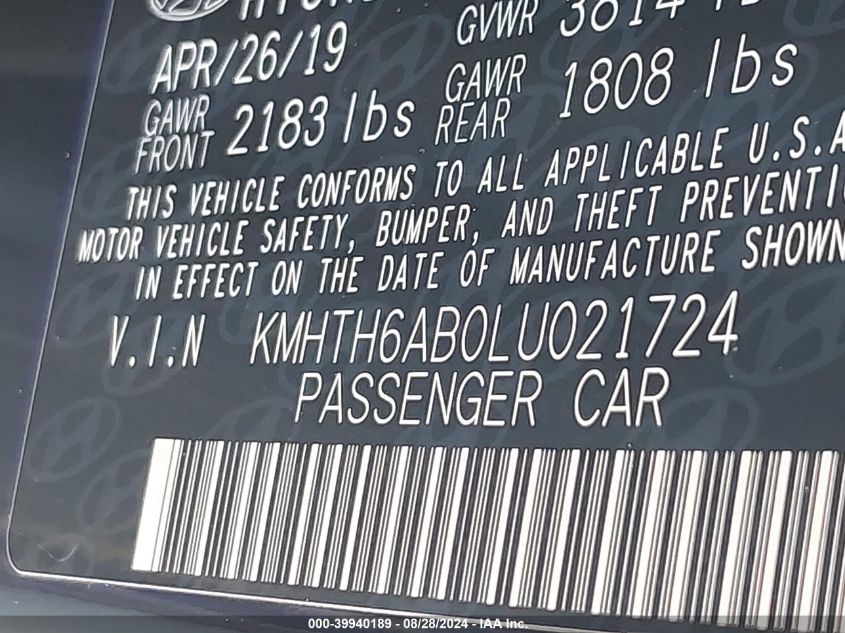 GVWR 3814
APR/26/19
GAWR FRONT 2183 lbs GAWR REAR 1808 lbs
THIS VEHICLE CONFORMS TO ALL APPLICABLE U.S.A
MOTOR VEHICLE SAFETY, BUMPER, AND THEFT PREVENTI
IN EFFECT ON THE DATE OF MANUFACTURE SHOWN
V.I.N KMHTH6AB0LU021724
PASSENGER CAR
000-39940189 - 08/28/2024 - IAA Inc.